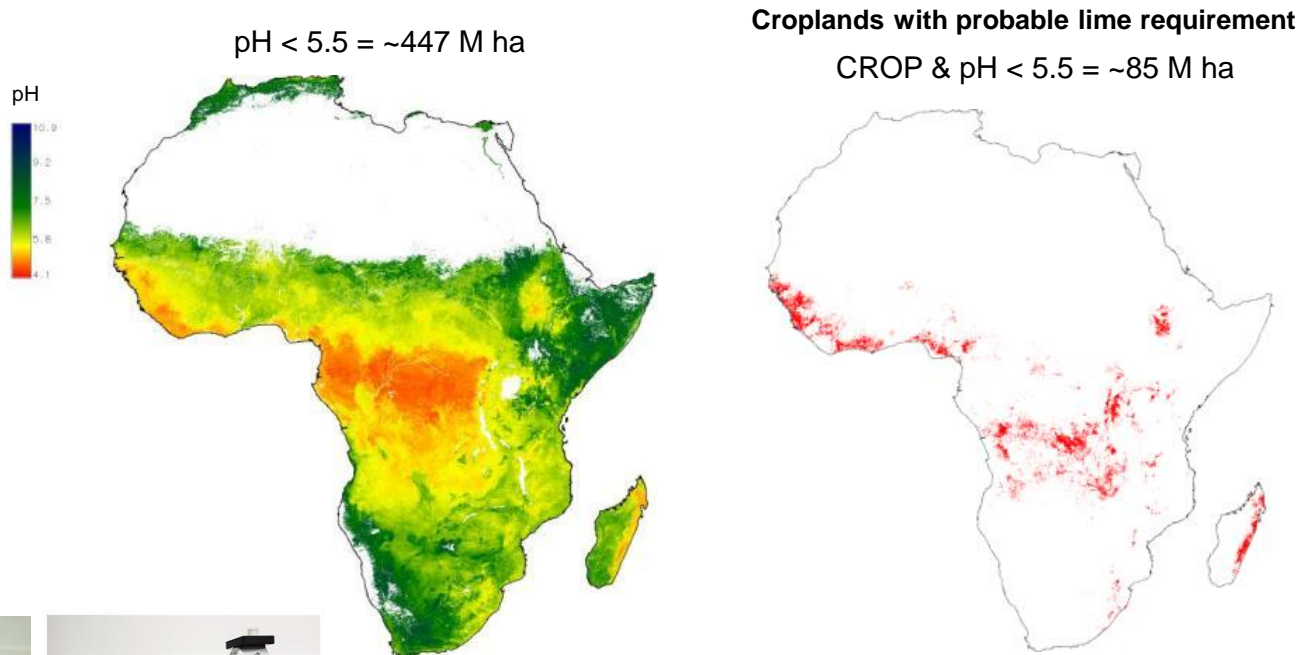 Croplands with probable lime requirement
pH < 5.5 = ~447 M ha
CROP & pH < 5.5 = ~85 M ha
pH
10.9
9.2
7.5
5.8
4.1